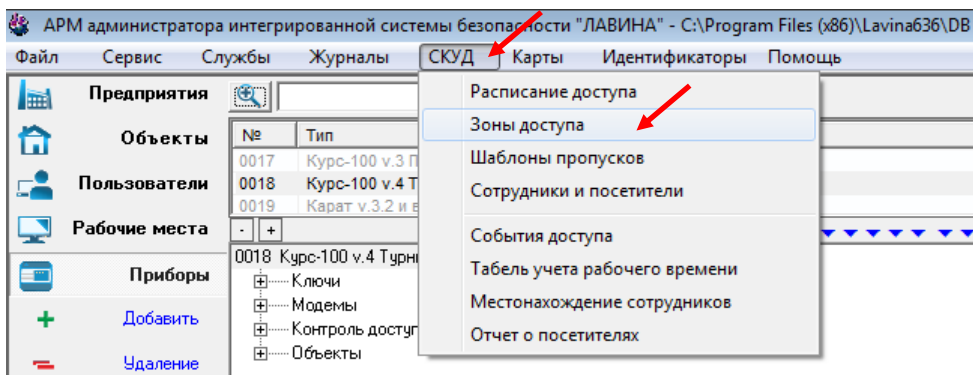 АРМ администратора интегрированной системы безопасности "ЛАВИНА" - C:\Program Files (x86)\Lavina636\DB
Файл Сервис Службы Журналы СКУД Карты Идентификаторы Помощь
Предприятия
Объекты
Пользователи
Рабочие места
Приборы
Добавить
Удаление
№ Тип
0017 Курс-100 v.3 П
0018 Курс-100 v.4 Т
0019 Карат v.3.2 и в
- +
0018 Курс-100 v.4 Турн
Ключи
Модемы
Контроль доступ
Объекты
Расписание доступа
Зоны доступа
Шаблоны пропусков
Сотрудники и посетители
События доступа
Табель учета рабочего времени
Местонахождение сотрудников
Отчет о посетителях